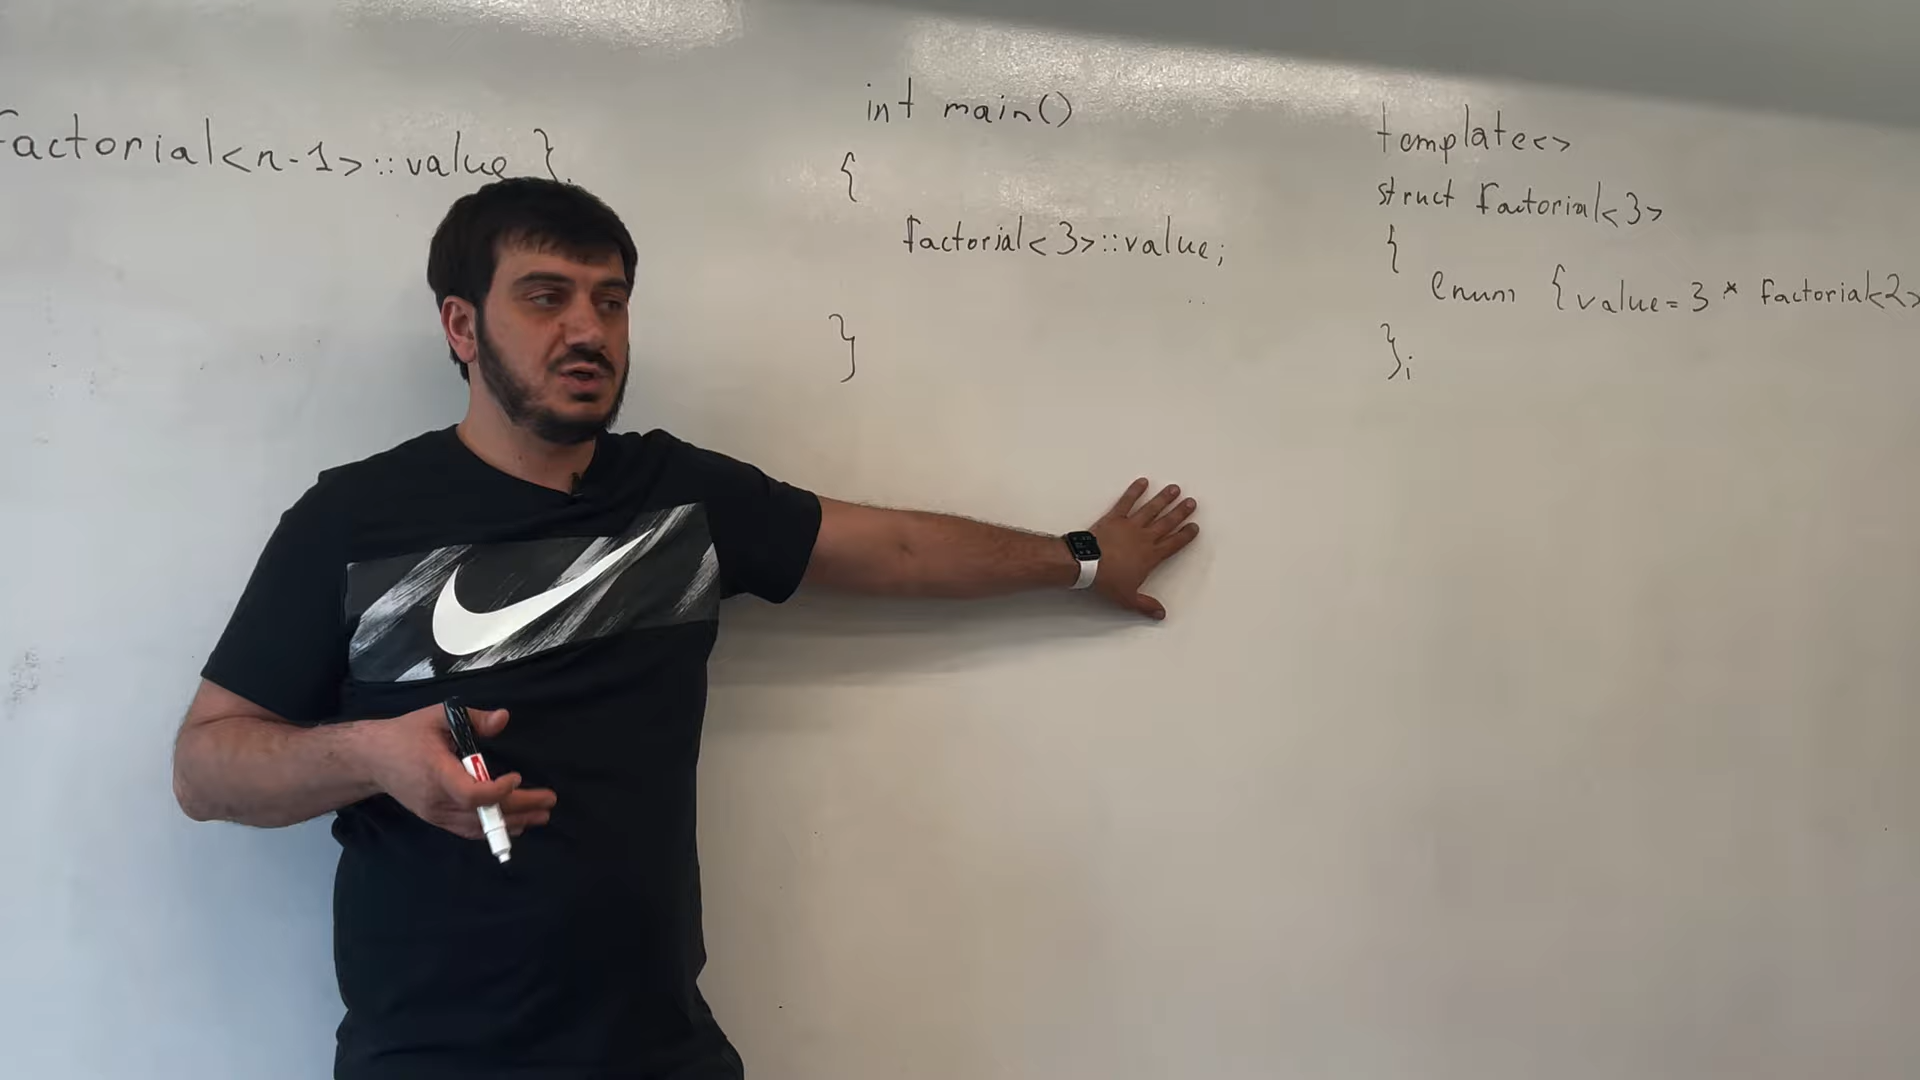 factorial<n-1>::value }
int main()
{
factorial<3>::value;
}
template<>
struct factorial<3>
{
enum {value=3 * factorial<2>
};